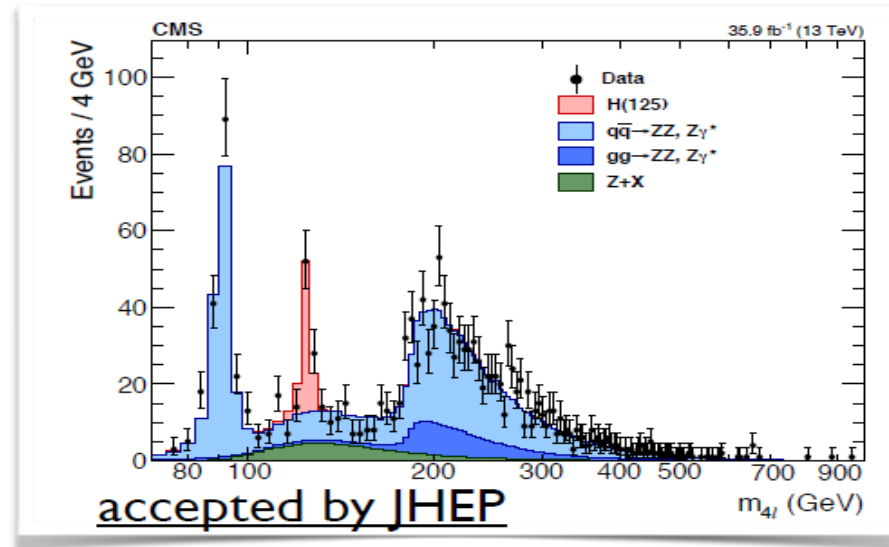 CMS
35.9 fb⁻¹ (13 TeV)
Events / 4 GeV
100
80
60
40
20
0
Data
H(125)
qq̅→ZZ, Zγ*
gg→ZZ, Zγ*
Z+X
80 100 200 300 400 500 700 900
m₄ₗ (GeV)
accepted by JHEP